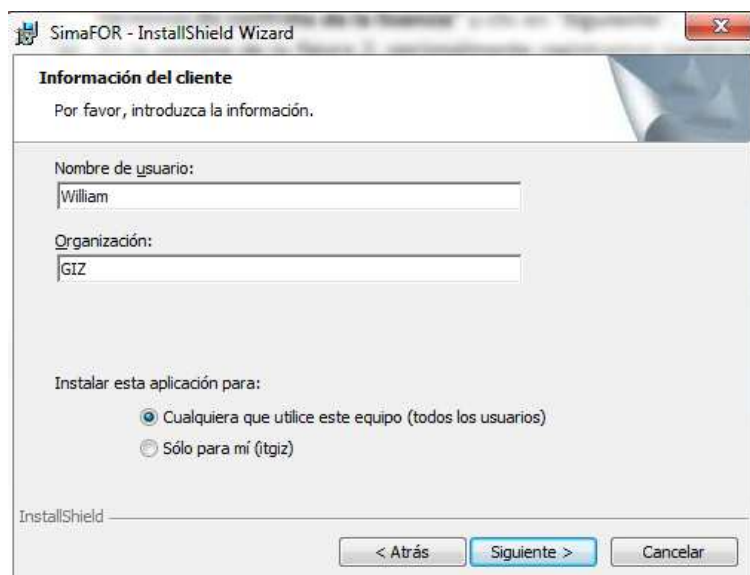 SimaFOR - InstallShield Wizard
Información del cliente
Por favor, introduzca la información.
Nombre de usuario:
William
Organización:
GIZ
Instalar esta aplicación para:
Cualquiera que utilice este equipo (todos los usuarios)
Sólo para mí (itgiz)
InstallShield
< Atrás
Siguiente >
Cancelar